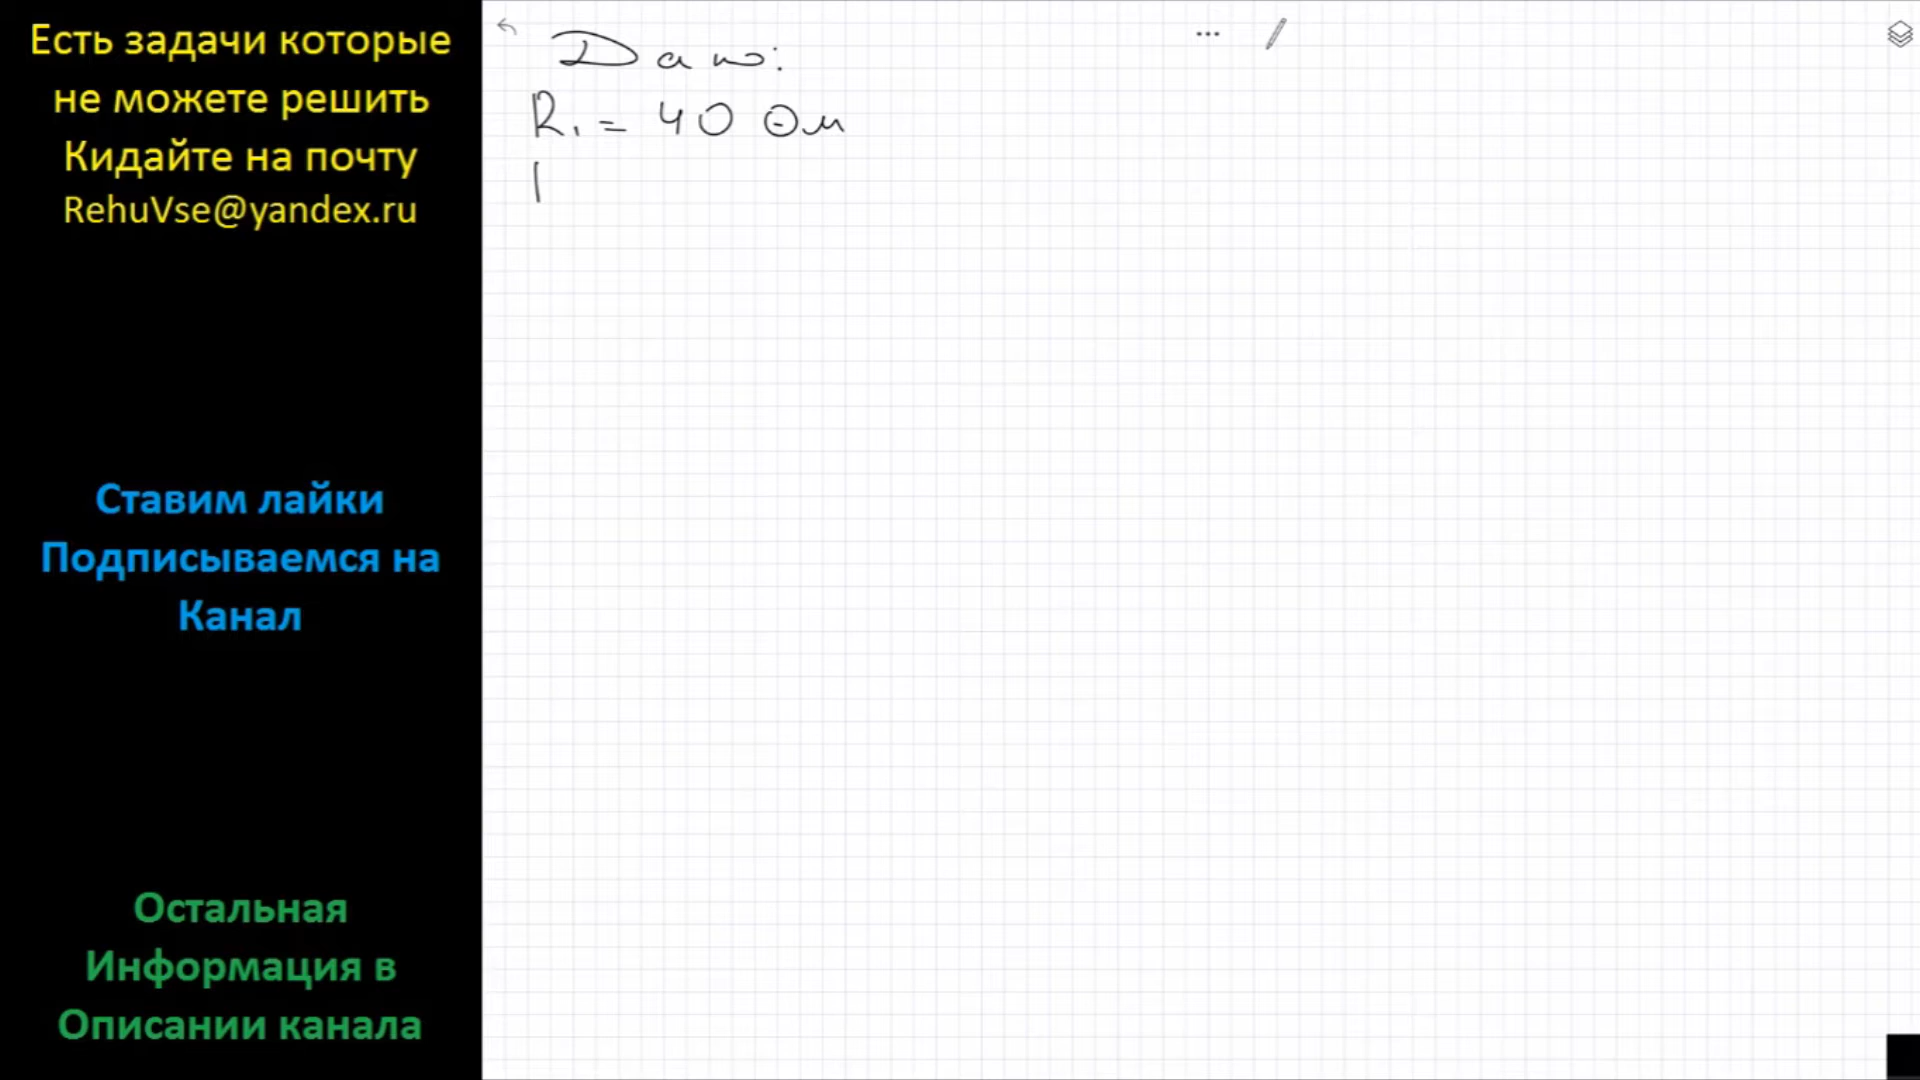 Есть задачи которые
не можете решить
Кидайте на почту
RehuVse@yandex.ru
Ставим лайки
Подписываемся на
Канал
Остальная
Информация в
Описании канала
Дано:
R₁ = 40 Ом